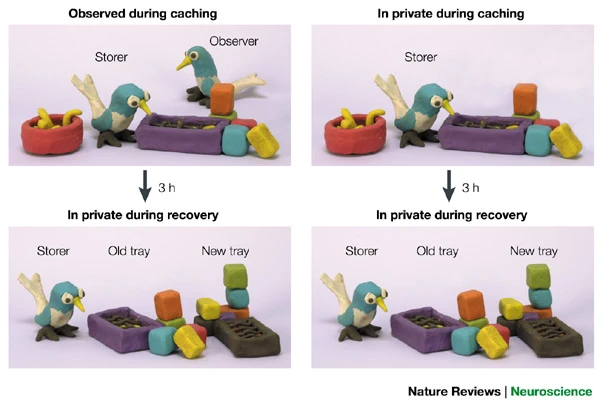 Observed during caching
In private during caching
Storer
Observer
Storer
3 h
3 h
In private during recovery
In private during recovery
Storer
Old tray
New tray
Storer
Old tray
New tray
Nature Reviews | Neuroscience